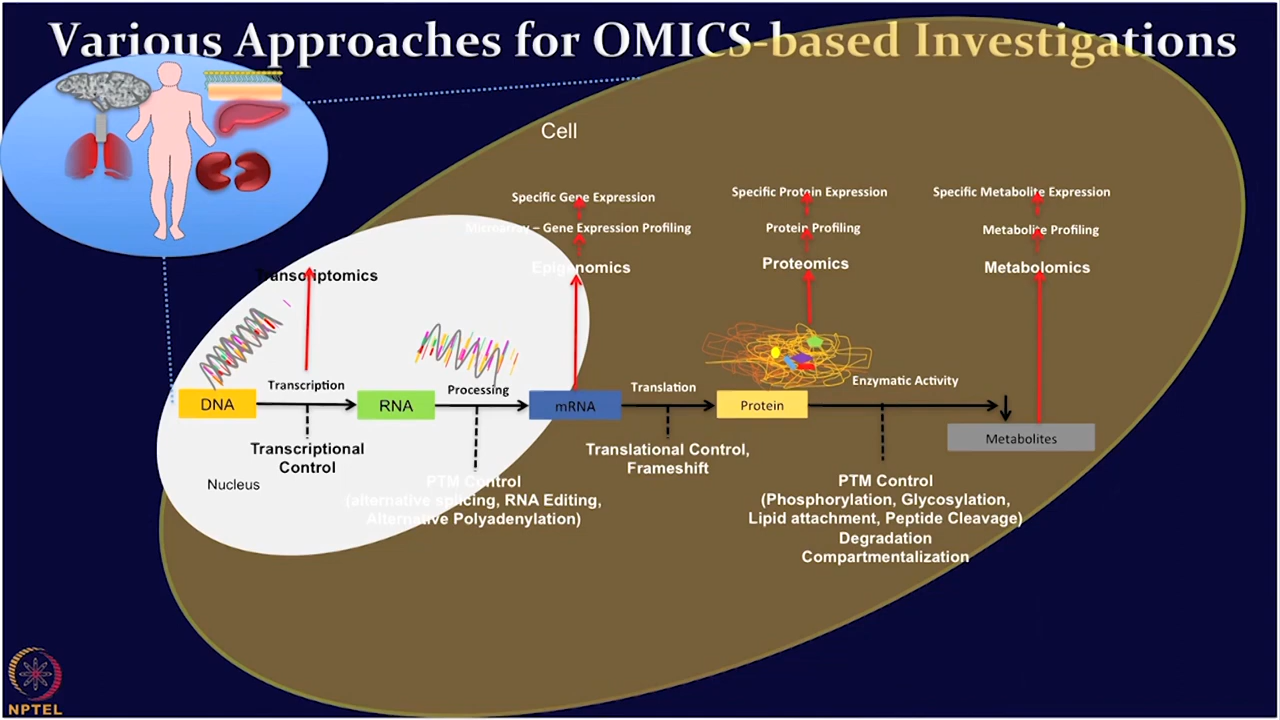 Various Approaches for OMICS-based Investigations
Cell
Specific Gene Expression
Microarray – Gene Expression Profiling
Epigenomics
Specific Protein Expression
Protein Profiling
Proteomics
Specific Metabolite Expression
Metabolite Profiling
Metabolomics
Transcriptomics
DNA
Transcription
RNA
Processing
mRNA
Translation
Protein
Enzymatic Activity
Metabolites
Transcriptional
Control
Nucleus
PTM Control
(alternative splicing, RNA Editing,
Alternative Polyadenylation)
Translational Control,
Frameshift
PTM Control
(Phosphorylation, Glycosylation,
Lipid attachment, Peptide Cleavage)
Degradation
Compartmentalization
NPTEL